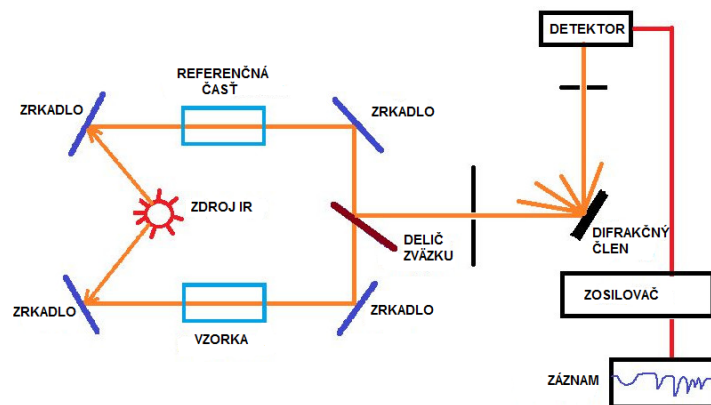 DETEKTOR
REFERENČNÁ
ČASŤ
ZRKADLO
ZRKADLO
ZDROJ IR
DELIČ
ZVÄZKU
DIFRAKČNÝ
ČLEN
ZRKADLO
ZRKADLO
VZORKA
ZOSILOVAČ
ZÁZNAM